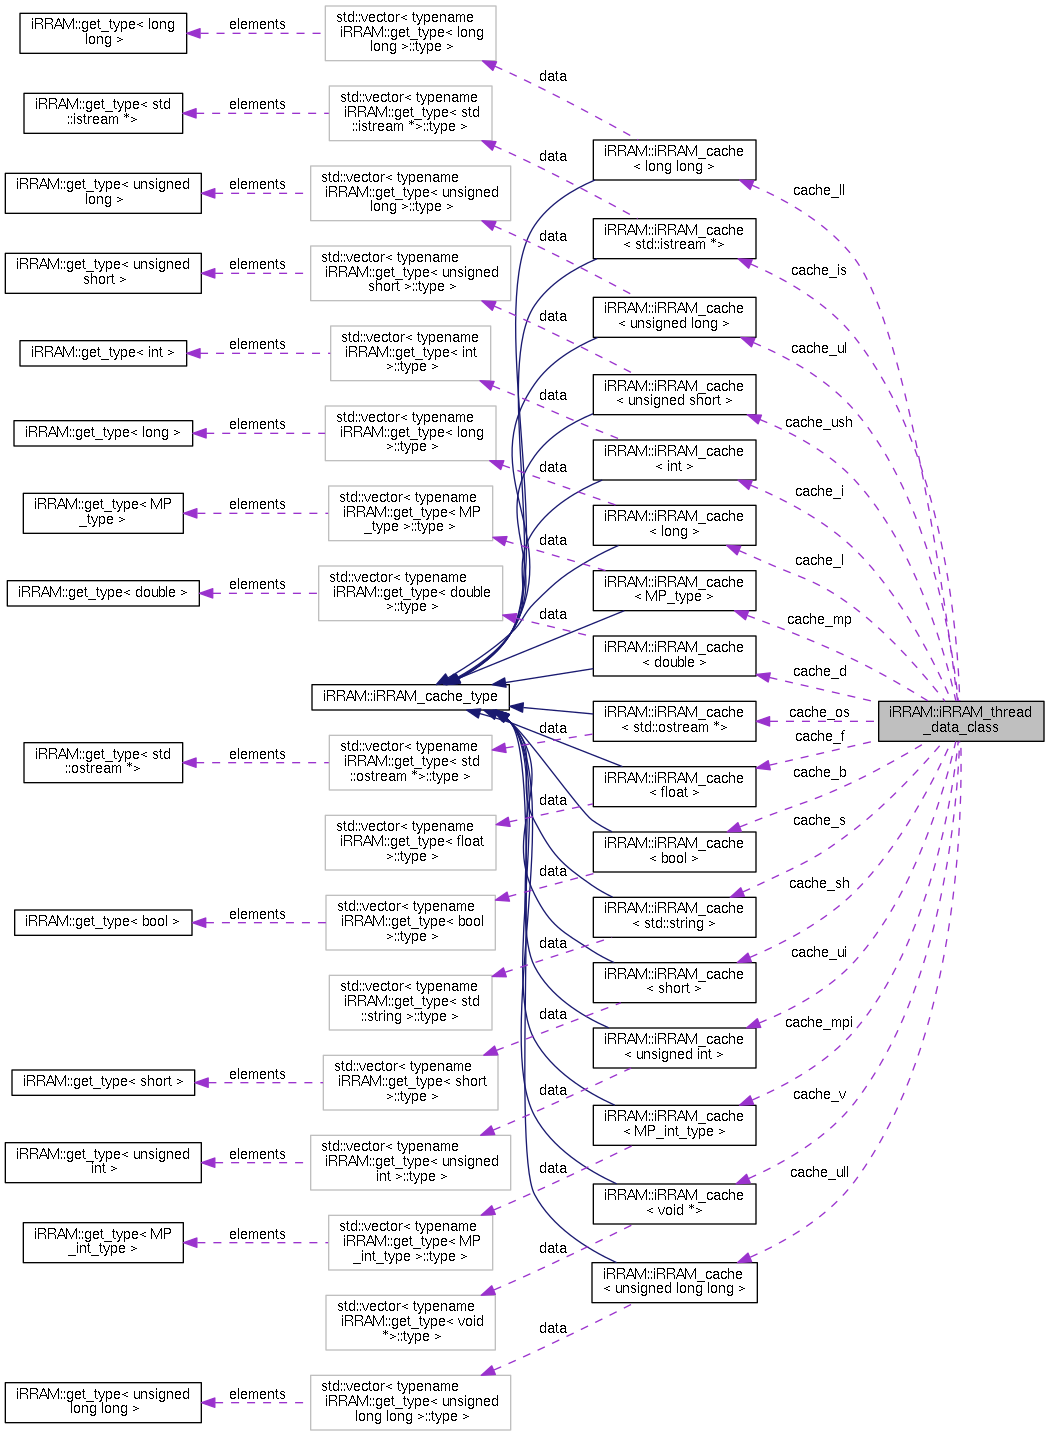 iRRAM::get_type< long
long >
elements
std::vector< typename
iRRAM::get_type< long
long >::type >
data
iRRAM::get_type< std
::istream *>
elements
std::vector< typename
iRRAM::get_type< std
::istream *>::type >
data
iRRAM::iRRAM_cache
< long long >
cache_ll
iRRAM::get_type< unsigned
long >
elements
std::vector< typename
iRRAM::get_type< unsigned
long >::type >
data
iRRAM::iRRAM_cache
< std::istream *>
cache_is
iRRAM::get_type< unsigned
short >
elements
std::vector< typename
iRRAM::get_type< unsigned
short >::type >
data
iRRAM::iRRAM_cache
< unsigned long >
cache_ul
iRRAM::get_type< int >
elements
std::vector< typename
iRRAM::get_type< int
>::type >
data
iRRAM::iRRAM_cache
< unsigned short >
cache_ush
iRRAM::get_type< long >
elements
std::vector< typename
iRRAM::get_type< long
>::type >
data
iRRAM::iRRAM_cache
< int >
cache_i
iRRAM::get_type< MP
_type >
elements
std::vector< typename
iRRAM::get_type< MP
_type >::type >
data
iRRAM::iRRAM_cache
< long >
cache_l
iRRAM::get_type< double >
elements
std::vector< typename
iRRAM::get_type< double
>::type >
data
iRRAM::iRRAM_cache
< MP_type >
cache_mp
iRRAM::iRRAM_cache
< double >
cache_d
iRRAM::iRRAM_cache_type
iRRAM::iRRAM_cache
< std::ostream *>
cache_os
iRRAM::iRRAM_thread
_data_class
iRRAM::get_type< std
::ostream *>
elements
std::vector< typename
iRRAM::get_type< std
::ostream *>::type >
data
iRRAM::iRRAM_cache
< float >
cache_f
std::vector< typename
iRRAM::get_type< float
>::type >
data
iRRAM::iRRAM_cache
< bool >
cache_b
iRRAM::get_type< bool >
elements
std::vector< typename
iRRAM::get_type< bool
>::type >
data
iRRAM::iRRAM_cache
< std::string >
cache_s
std::vector< typename
iRRAM::get_type< std
::string >::type >
data
iRRAM::iRRAM_cache
< short >
cache_sh
iRRAM::get_type< short >
elements
std::vector< typename
iRRAM::get_type< short
>::type >
data
iRRAM::iRRAM_cache
< unsigned int >
cache_ui
iRRAM::get_type< unsigned
int >
elements
std::vector< typename
iRRAM::get_type< unsigned
int >::type >
data
iRRAM::iRRAM_cache
< MP_int_type >
cache_mpi
iRRAM::get_type< MP
_int_type >
elements
std::vector< typename
iRRAM::get_type< MP
_int_type >::type >
data
iRRAM::iRRAM_cache
< void *>
cache_v
std::vector< typename
iRRAM::get_type< void
*>::type >
data
iRRAM::iRRAM_cache
< unsigned long long >
cache_ull
iRRAM::get_type< unsigned
long long >
elements
std::vector< typename
iRRAM::get_type< unsigned
long long >::type >
data